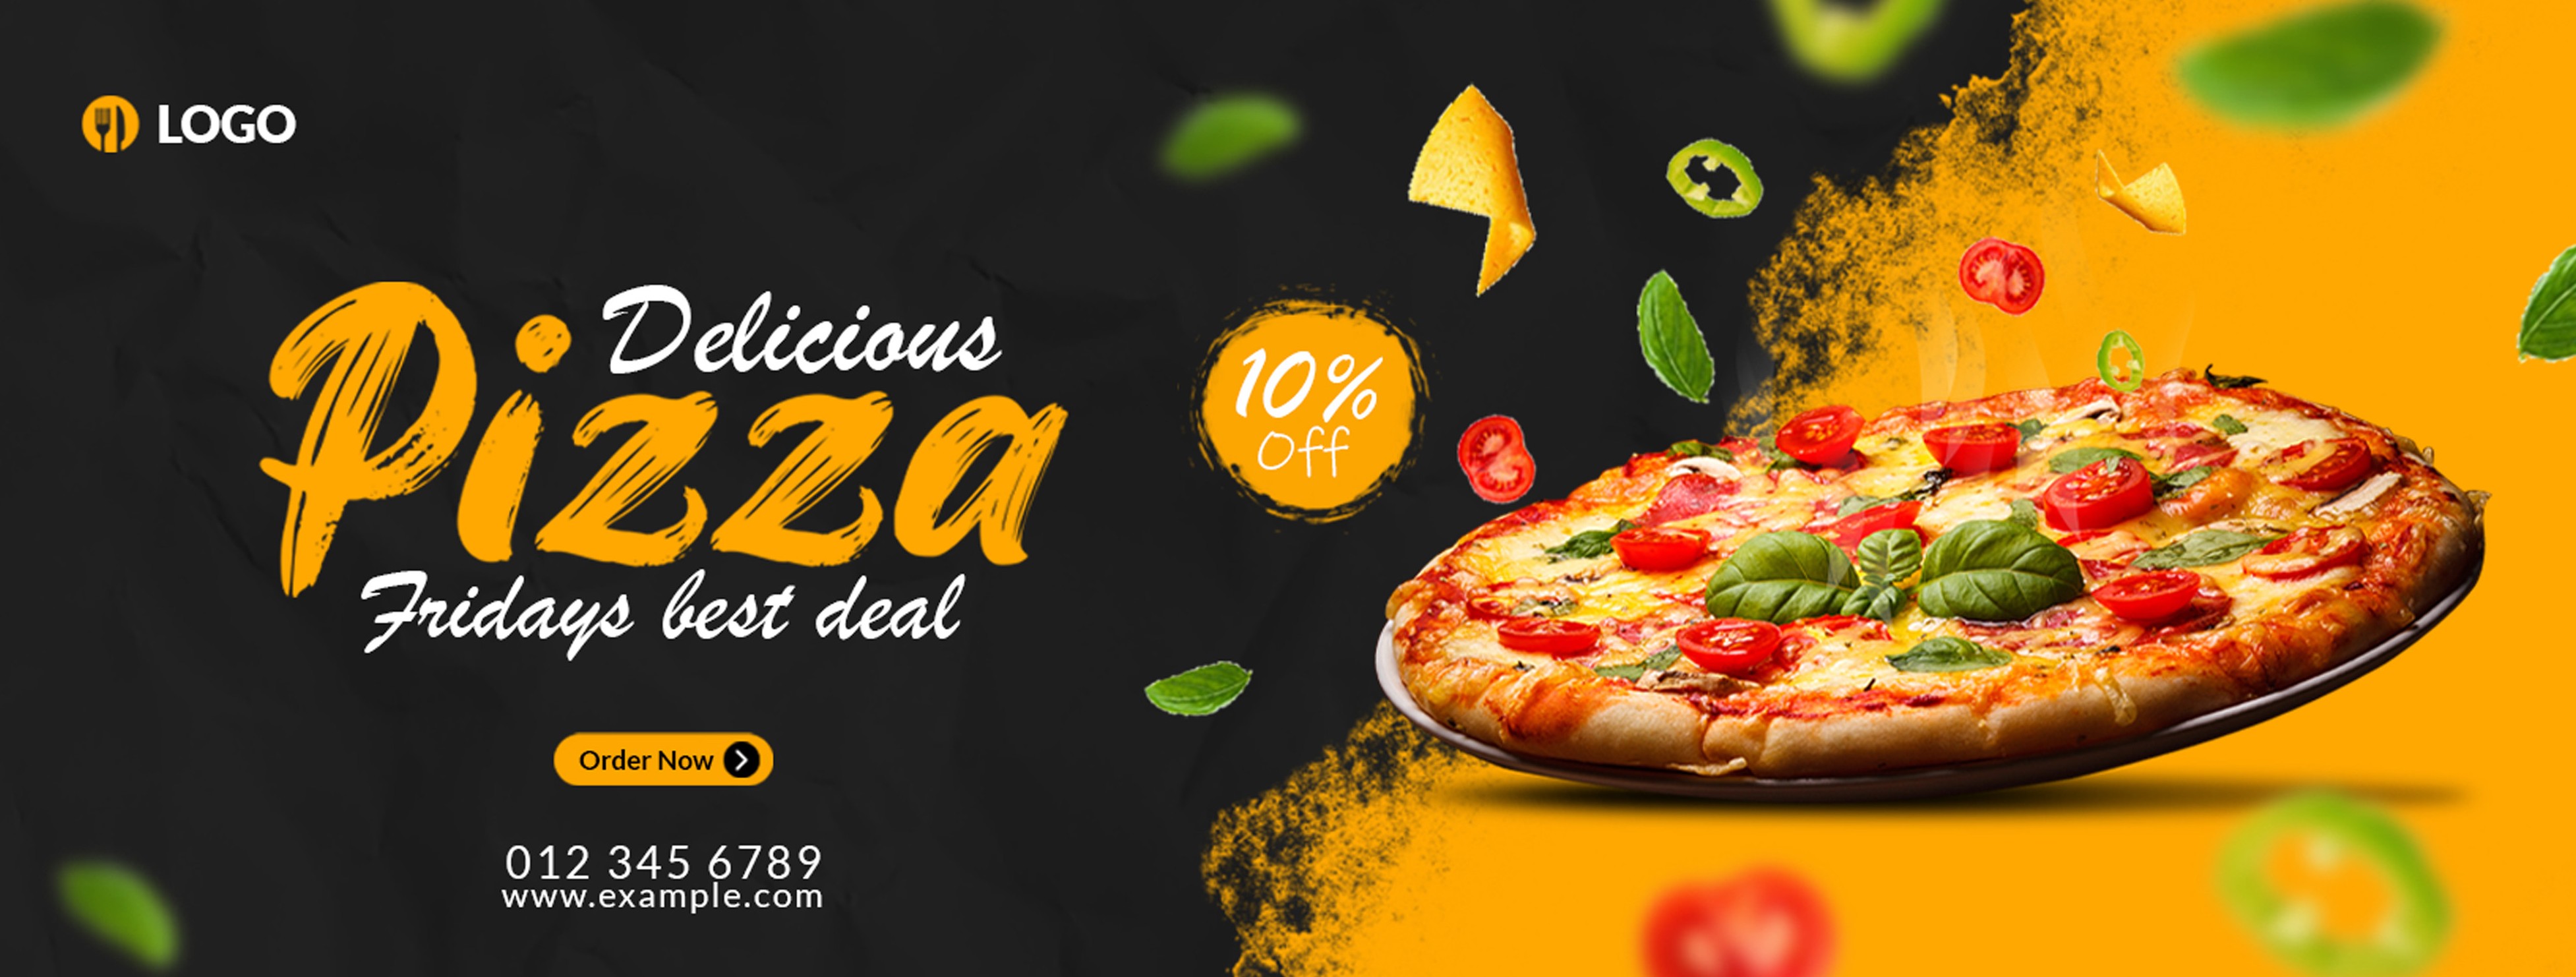 LOGO
Delicious
Pizza
Fridays best deal
10%
Off
Order Now
012 345 6789
www.example.com